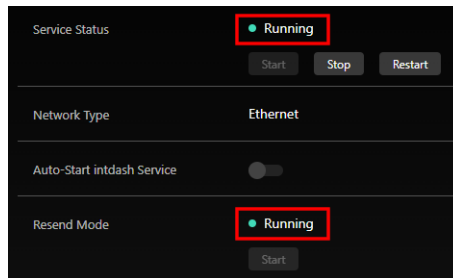 Service Status
Running
Start Stop Restart
Network Type
Ethernet
Auto-Start intdash Service
Resend Mode
Running
Start